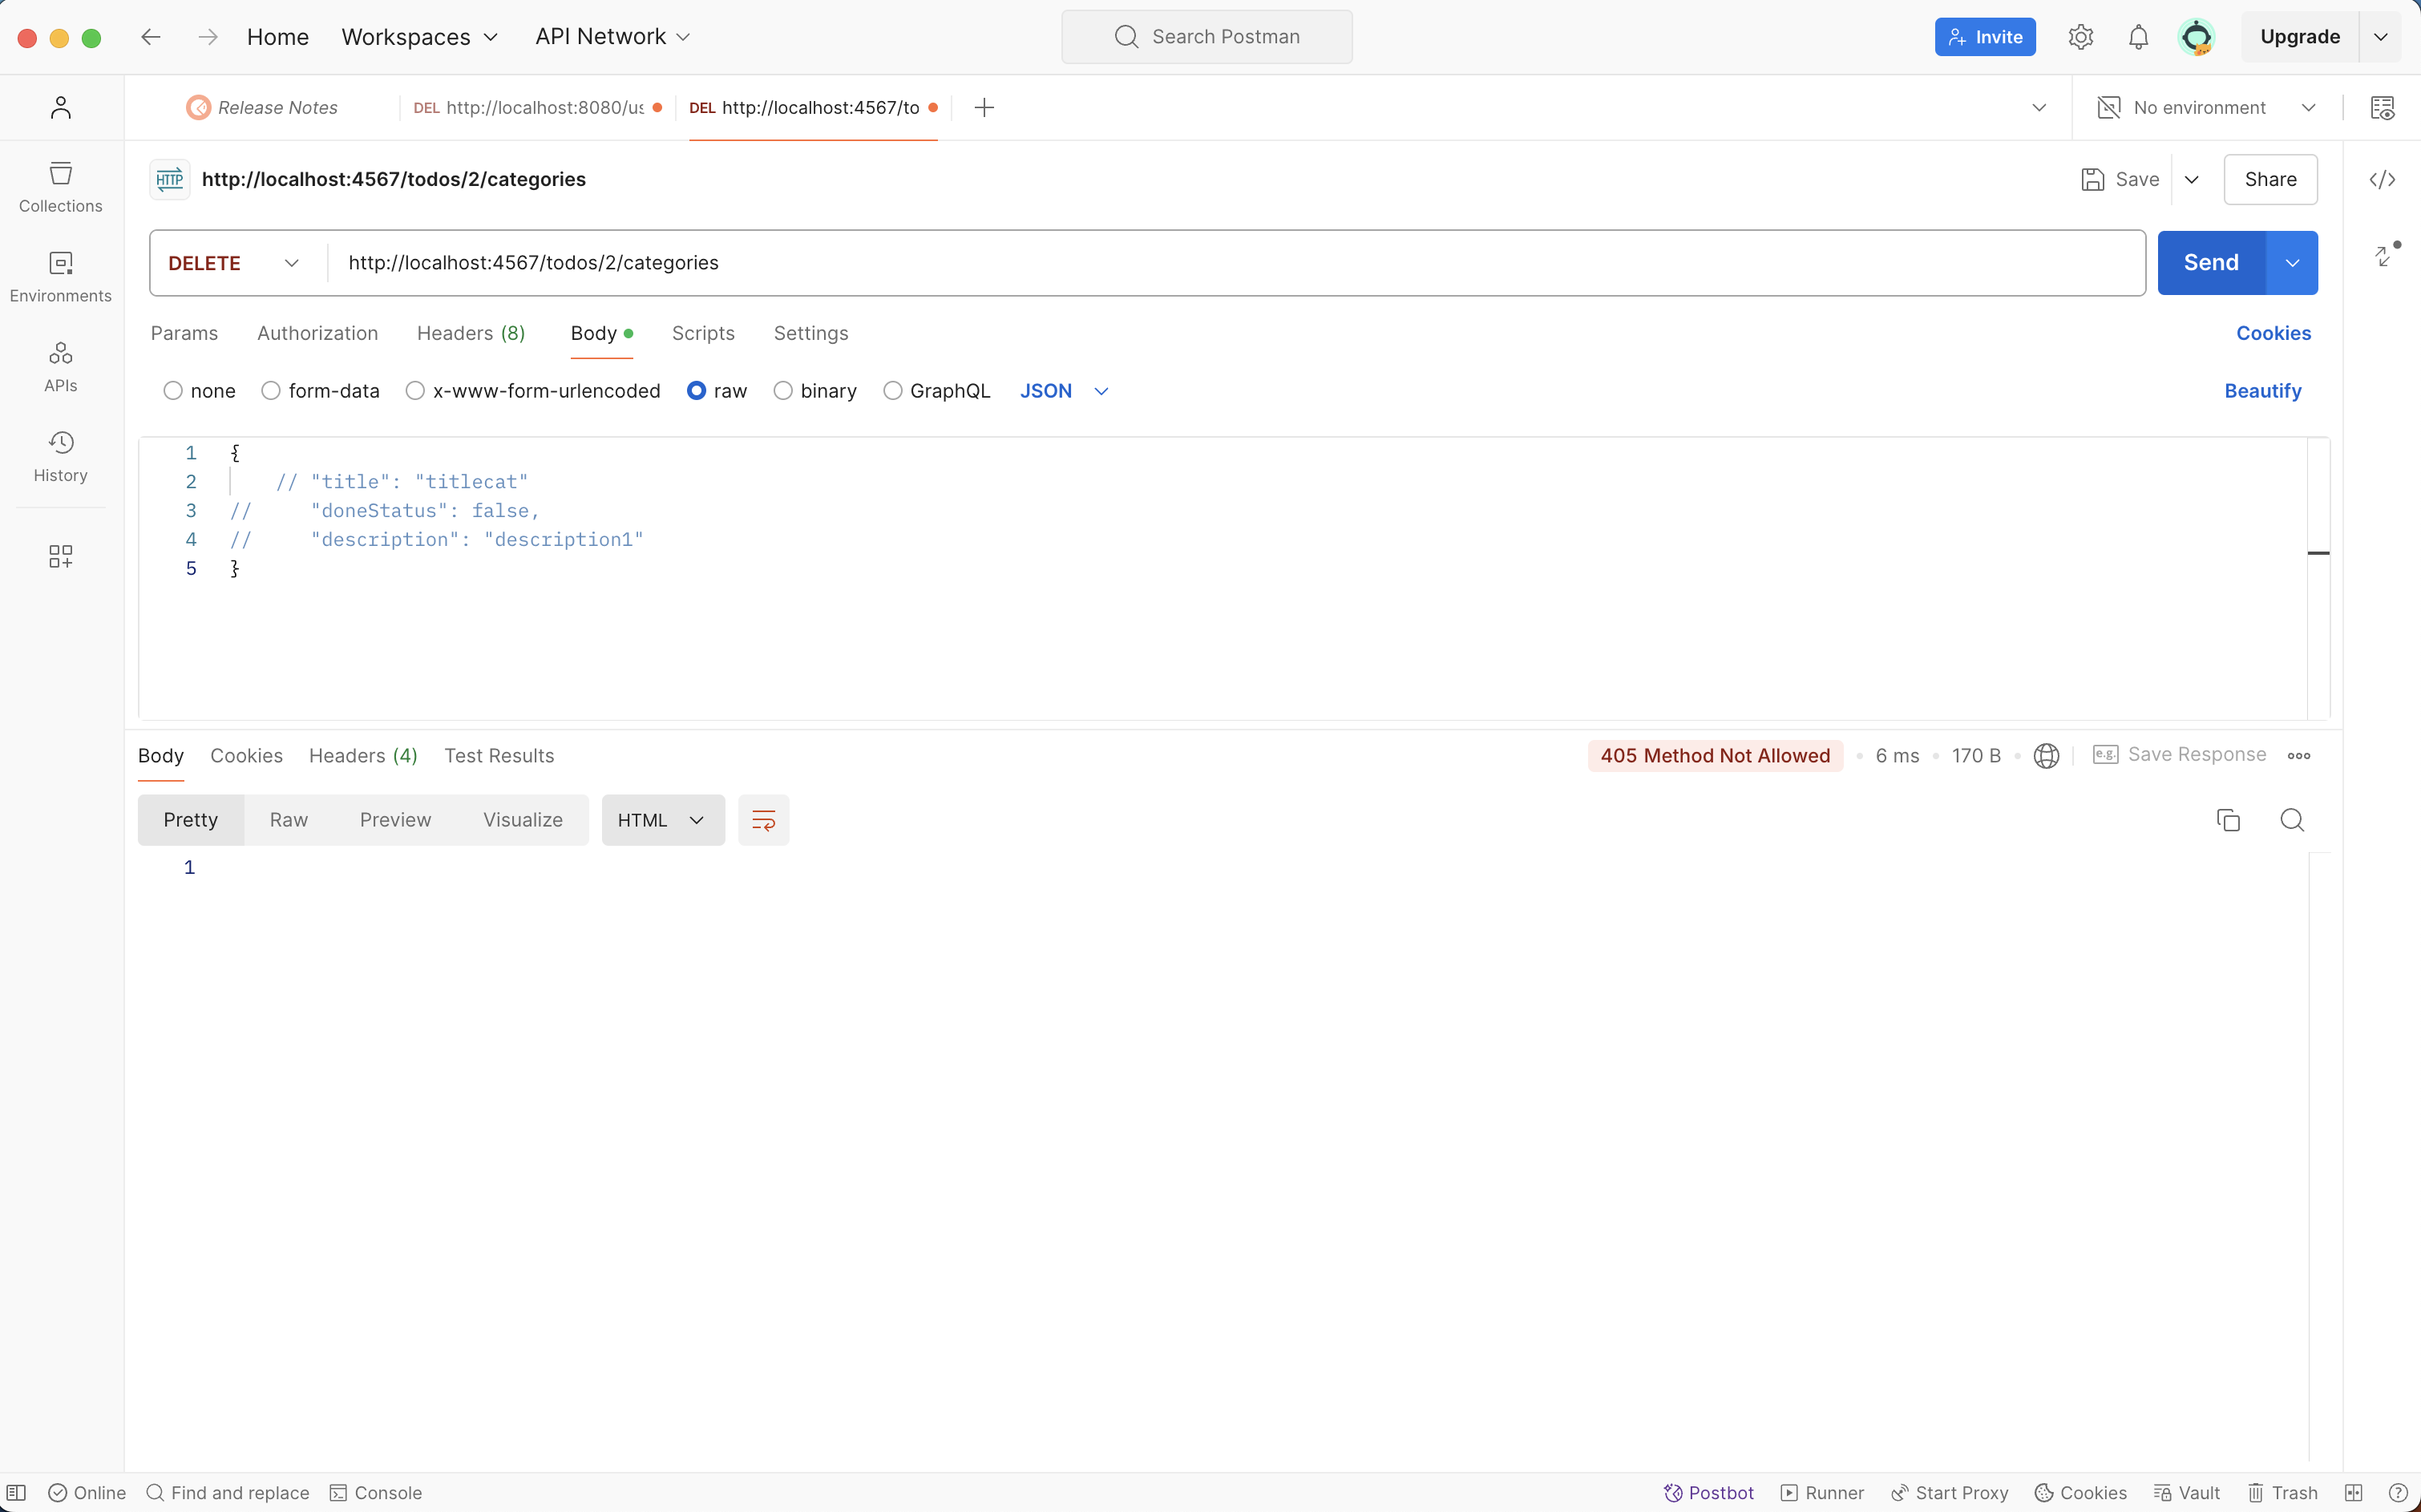 Home Workspaces API Network Search Postman Invite Upgrade
Release Notes DEL http://localhost:8080/us DEL http://localhost:4567/to No environment
HTTP http://localhost:4567/todos/2/categories Save Share
Collections
DELETE http://localhost:4567/todos/2/categories Send
Environments
Params Authorization Headers (8) Body Scripts Settings Cookies
APIs
none form-data x-www-form-urlencoded raw binary GraphQL JSON Beautify
History
1 {
2 // "title": "titlecat"
3 // "doneStatus": false,
4 // "description": "description1"
5 }
Body Cookies Headers (4) Test Results 405 Method Not Allowed 6 ms 170 B e.g. Save Response
Pretty Raw Preview Visualize HTML
1
Online Find and replace Console Postbot Runner Start Proxy Cookies Vault Trash